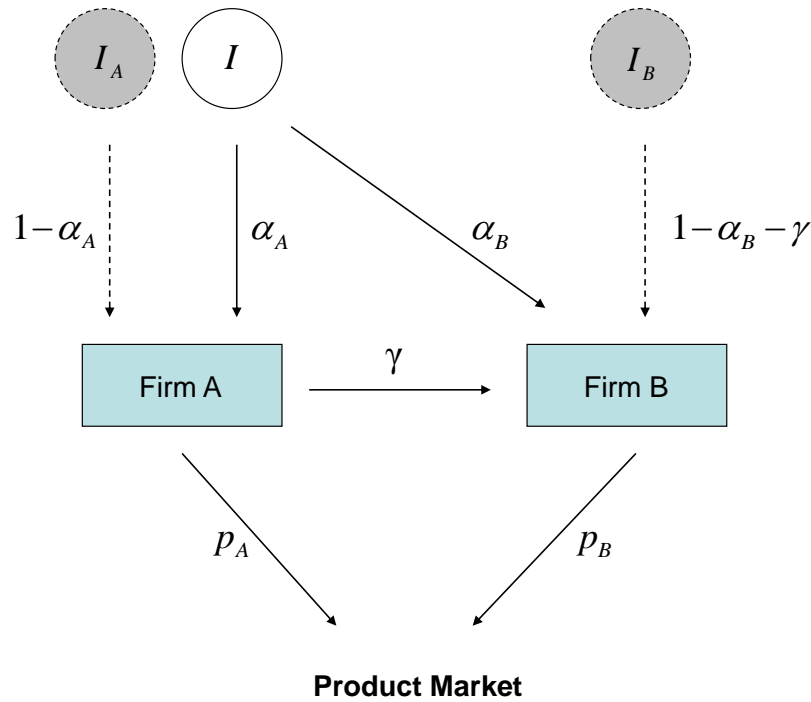 I_A
I
I_B
1−α_A
α_A
α_B
1−α_B−γ
Firm A
γ
Firm B
p_A
p_B
Product Market